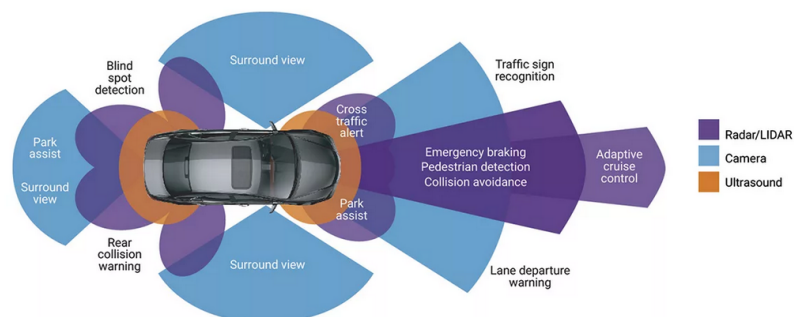 Blind
spot
detection
Surround view
Traffic sign
recognition
Cross
traffic
alert
Park
assist
Surround
view
Emergency braking
Pedestrian detection
Collision avoidance
Adaptive
cruise
control
Radar/LIDAR
Camera
Ultrasound
Park
assist
Rear
collision
warning
Surround view
Lane departure
warning